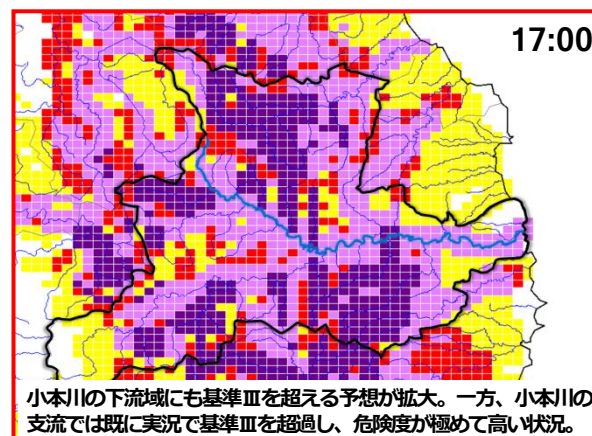 17:00
小本川の下流域にも基準Ⅲを超える予想が拡大。一方、小本川の
支流では既に実況で基準Ⅲを超過し、危険度が極めて高い状況。